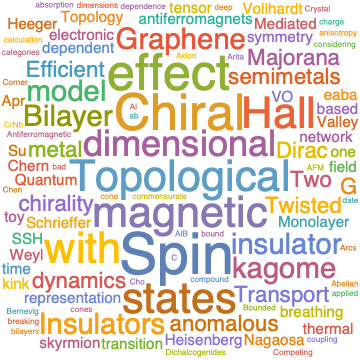 absorption dimensions dependence deep Crystal
Heeger categories Topology tensor Mediated Vollhardt anisotropy
calculation electronic antiferromagnets charge
dependent Graphene symmetry considering
Axion Arita
Efficient effect Majorana
model semimetals
Corner Apr Bilayer Chiral Hall VO eaba
AI ab based Valley
CrNb Antiferromagnetic
Su metal dimensional Dirac network one
Chern bad AFM field
Quantum cone commensurate
Chen chirality Topological Two G
date
toy Schrieffer magnetic Twisted
Monolayer
SSH AIB bound Arcs
Weyl with Spin insulator
C
time cones Cho compound kagome
kink dynamics Bounded Abelian
applied
representation states Transport breathing
Bernevig
breaking Insulators anomalous thermal
bilayers Heisenberg Nagaosa coupling
skyrmion transition Dichalcogenides Competing